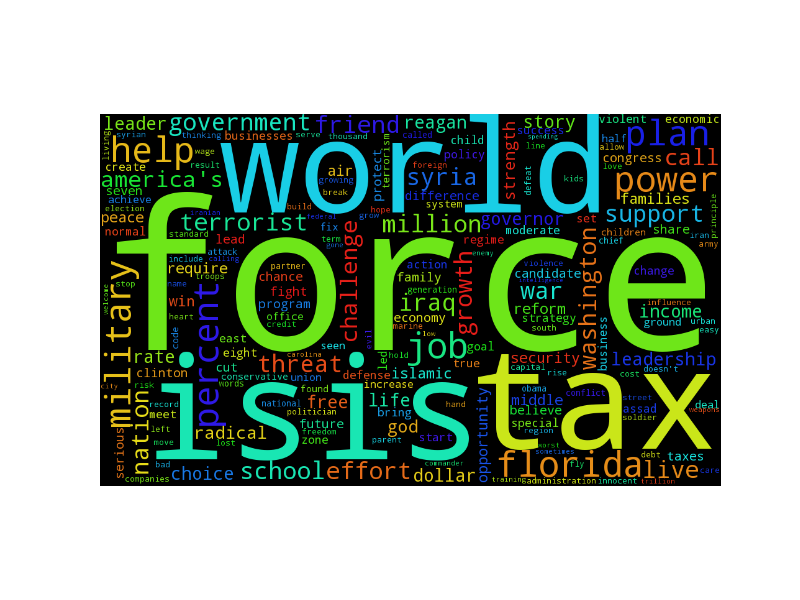 leader government friend reagan story violent economic
living syrian thinking businesses serve thousand called spending success half allow
help world child line plan
create wage result air protect terrorism foreign policy strength defeat kids congress love call
america's growing break syria difference power
seven achieve election iranian build federal hope grow system families principle
peace terrorist million governor set support
normal standard lead fix term gone regime moderate chief children share iran army
force
include calling attack partner action enemy violence candidate change
require chance family intelligence war
stop troops name fight program generation iraq growth reform influence income
welcome military win heart office credit marine economy strategy south washington ground urban easy
code percent challenge low job business
rate east eight seen carolina evil led hold goal true security leadership
clinton cut conservative union threat defense islamic capital rise cost doesn't
isis tax
city risk words found increase hand obama middle conflict street assad deal
nation record national politician free life bring opportunity believe soldier weapons
meet left radical future freedom zone god start special region
serious move lost parent worst sometimes debt taxes
bad choice school effort dollar commander florida fly live care
companies training administration innocent trillion